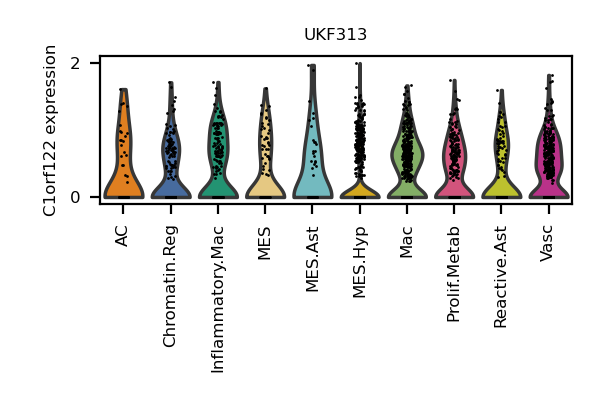 UKF313
C1orf122 expression
2
0
AC
Chromatin.Reg
Inflammatory.Mac
MES
MES.Ast
MES.Hyp
Mac
Prolif.Metab
Reactive.Ast
Vasc